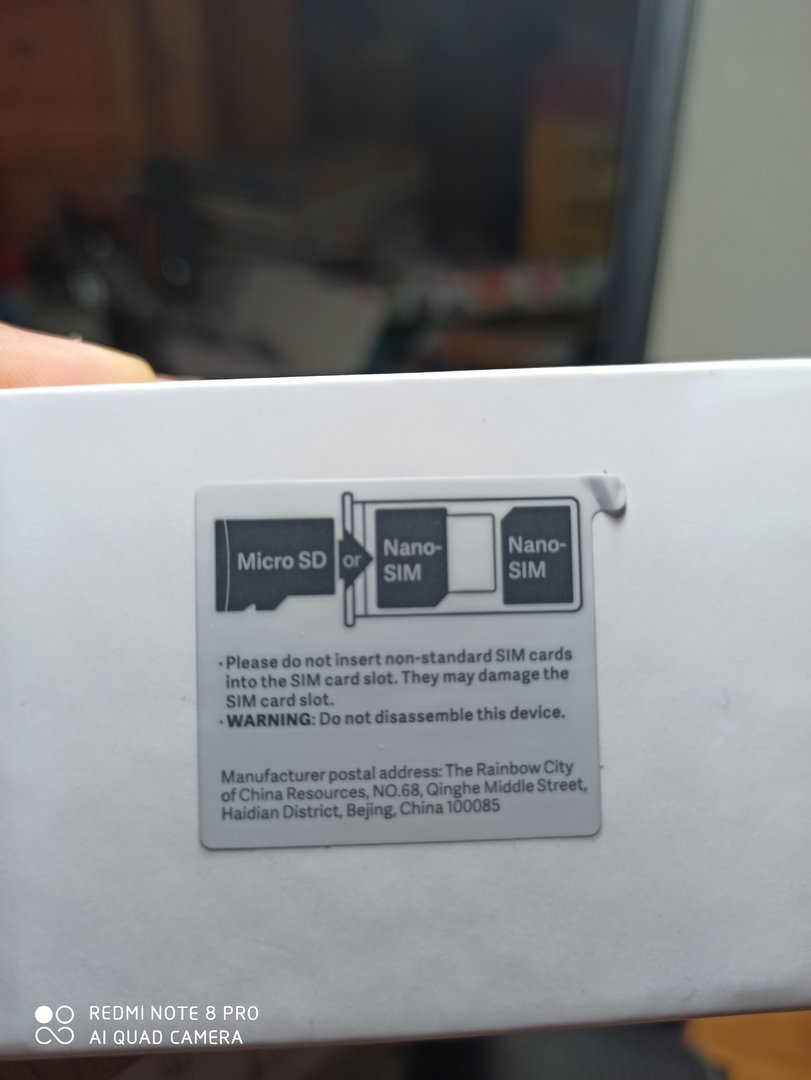 Micro SD
or
Nano-
SIM
Nano-
SIM
·Please do not insert non-standard SIM cards
into the SIM card slot. They may damage the
SIM card slot.
·WARNING: Do not disassemble this device.
Manufacturer postal address: The Rainbow City
of China Resources, NO.68, Qinghe Middle Street,
Haidian District, Bejing, China 100085
REDMI NOTE 8 PRO
AI QUAD CAMERA